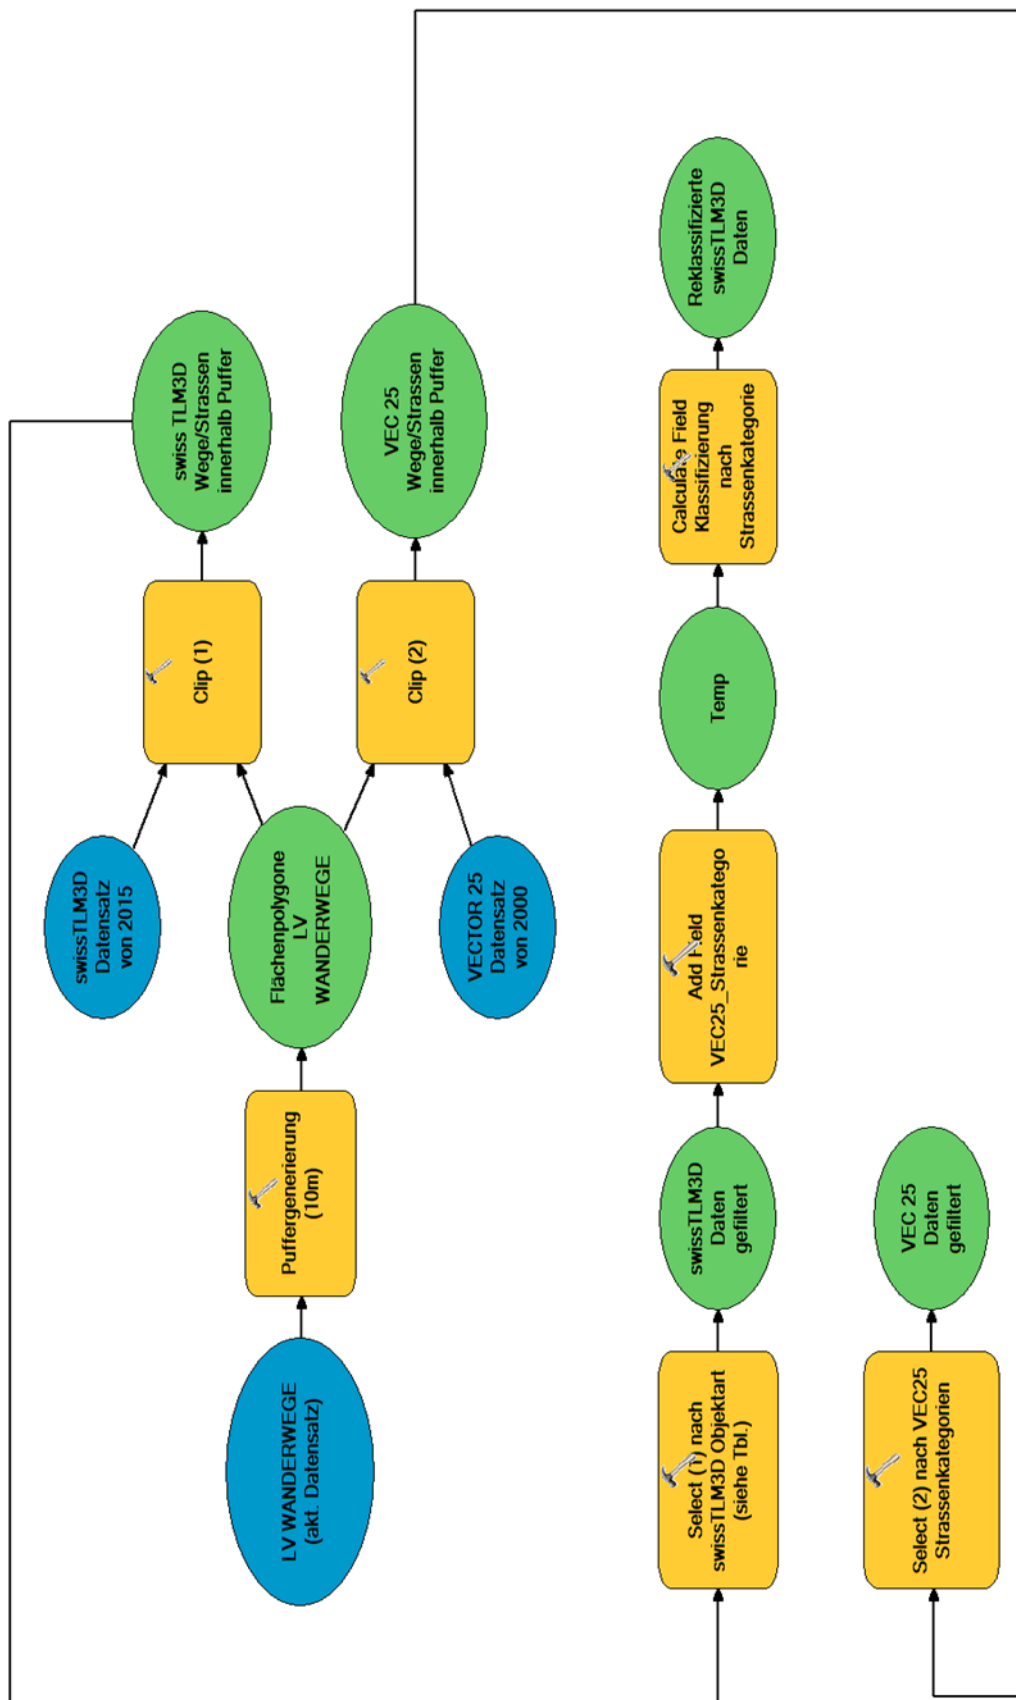 LV WANDERWEGE
(akt. Datensatz)
Puffergenerierung
(10m)
swissTLM3D
Datensatz
von 2015
Flächenpolygone
LV
WANDERWEGE
VECTOR 25
Datensatz
von 2000
Clip (1)
Clip (2)
swiss TLM3D
Wege/Strassen
innerhalb Puffer
VEC 25
Wege/Strassen
innerhalb Puffer
Select (1) nach
swissTLM3D Objektart
(siehe Tbl.)
swissTLM3D
Daten
gefiltert
Add Field
VEC25_Strassenkatego
rie
Temp
Calculate Field
Klassifizierung
nach
Strassenkategorie
Reklassifizierte
swissTLM3D
Daten
Select (2) nach VEC25
Strassenkategorien
VEC 25
Daten
gefiltert